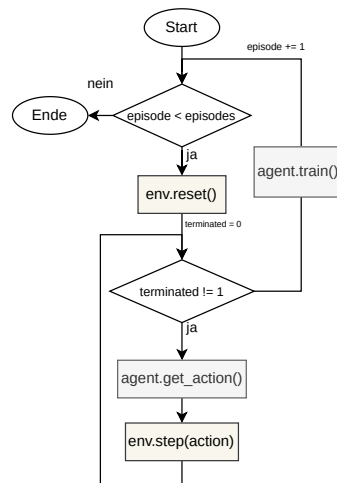 Start
episode += 1
nein
Ende
episode < episodes
ja
agent.train()
env.reset()
terminated = 0
terminated != 1
ja
agent.get_action()
env.step(action)